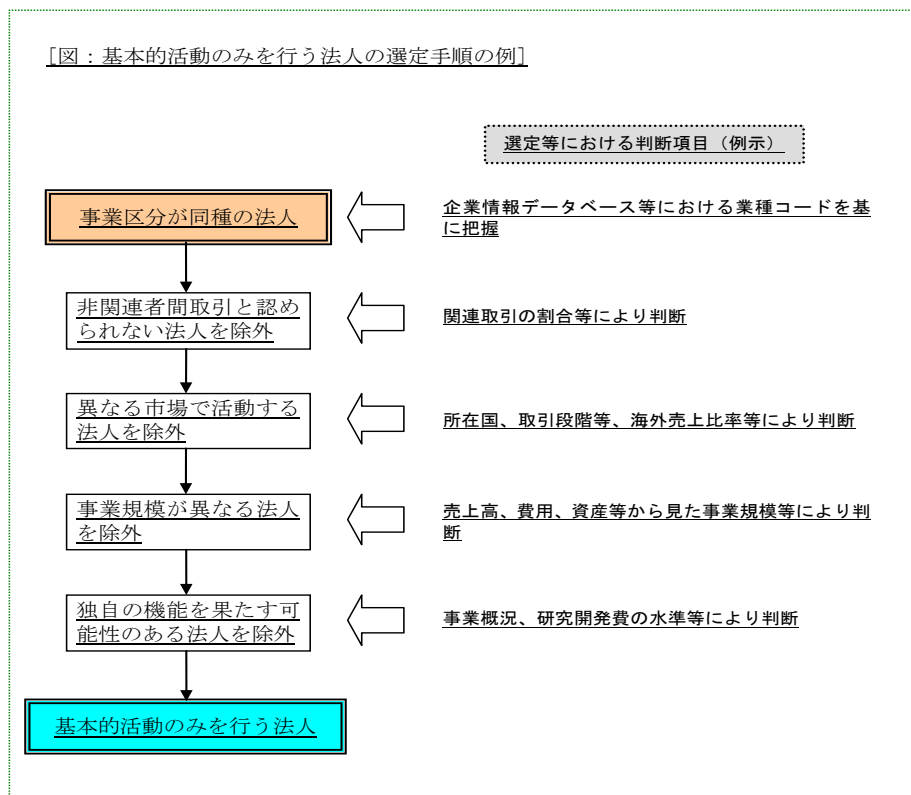 [図：基本的活動のみを行う法人の選定手順の例]
選定等における判断項目（例示）
事業区分が同種の法人
企業情報データベース等における業種コードを基
に把握
非関連者間取引と認め
られない法人を除外
関連取引の割合等により判断
異なる市場で活動する
法人を除外
所在国、取引段階等、海外売上比率等により判断
事業規模が異なる法人
を除外
売上高、費用、資産等から見た事業規模等により判
断
独自の機能を果たす可
能性のある法人を除外
事業概況、研究開発費の水準等により判断
基本的活動のみを行う法人